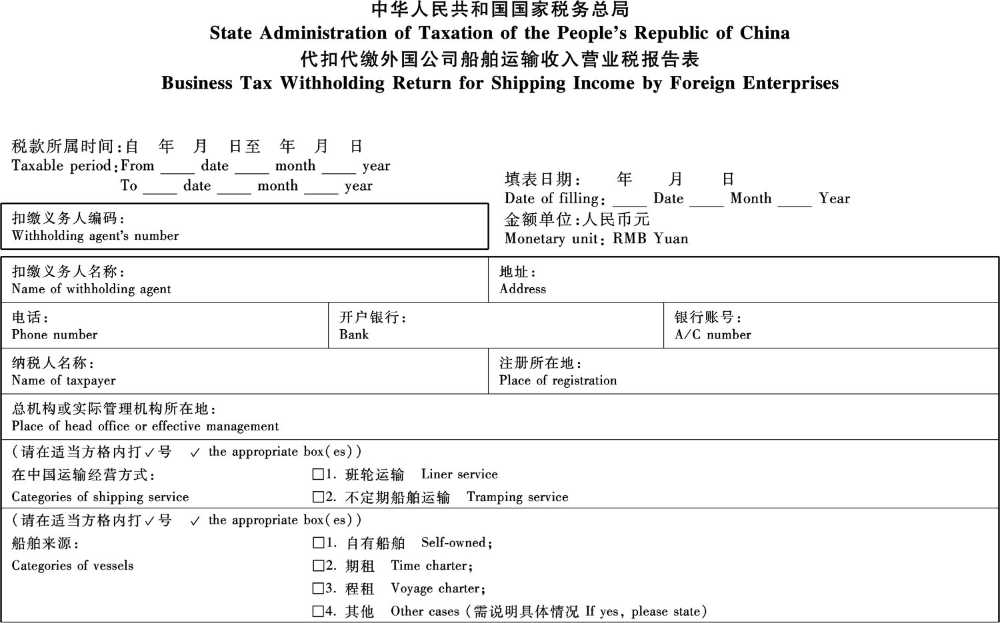 中华人民共和国国家税务总局
State Administration of Taxation of the People's Republic of China
代扣代缴外国公司船舶运输收入营业税报告表
Business Tax Withholding Return for Shipping Income by Foreign Enterprises
税款所属时间:自 年 月 日至 年 月 日
Taxable period:From ____ date ____ month ____ year
To ____ date ____ month ____ year
填表日期: 年 月 日
Date of filling: ____ Date ____ Month ____ Year
扣缴义务人编码:
Withholding agent's number
金额单位:人民币元
Monetary unit: RMB Yuan
扣缴义务人名称:
Name of withholding agent
地址:
Address
电话:
Phone number
开户银行:
Bank
银行账号:
A/C number
纳税人名称:
Name of taxpayer
注册所在地:
Place of registration
总机构或实际管理机构所在地:
Place of head office or effective management
(请在适当方格内打✓号 ✓ the appropriate box(es))
在中国运输经营方式: □1. 班轮运输 Liner service
Categories of shipping service □2. 不定期船舶运输 Tramping service
(请在适当方格内打✓号 ✓ the appropriate box(es))
船舶来源: □1. 自有船舶 Self-owned;
Categories of vessels □2. 期租 Time charter;
□3. 程租 Voyage charter;
□4. 其他 Other cases (需说明具体情况 If yes, please state)